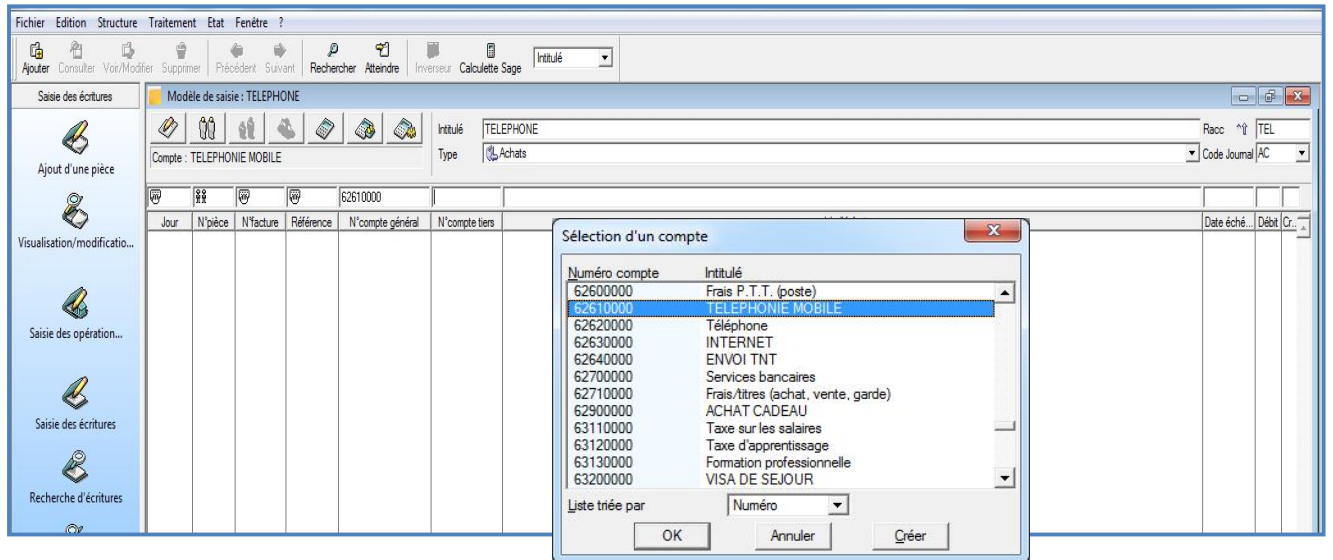 Fichier Edition Structure Traitement Etat Fenêtre ?
Ajouter Consulter Voir/Modifier Supprimer Précédent Suivant Rechercher Atteindre Inverseur Calculette Sage Intitulé
Saisie des écritures
Modèle de saisie : TELEPHONE
Intitulé TELEPHONE Racc TEL
Compte : TELEPHONIE MOBILE Type Achats Code Journal AC
Ajout d'une pièce
62610000
Jour N°pièce N°facture Référence N°compte général N°compte tiers Date éché... Débit Cr...
Visualisation/modificatio...
Saisie des opération...
Saisie des écritures
Recherche d'écritures
Sélection d'un compte
Numéro compte Intitulé
62600000 Frais P.T.T. (poste)
62610000 TELEPHONIE MOBILE
62620000 Téléphone
62630000 INTERNET
62640000 ENVOI TNT
62700000 Services bancaires
62710000 Frais/titres (achat, vente, garde)
62900000 ACHAT CADEAU
63110000 Taxe sur les salaires
63120000 Taxe d'apprentissage
63130000 Formation professionnelle
63200000 VISA DE SEJOUR
Liste triée par Numéro
OK Annuler Créer